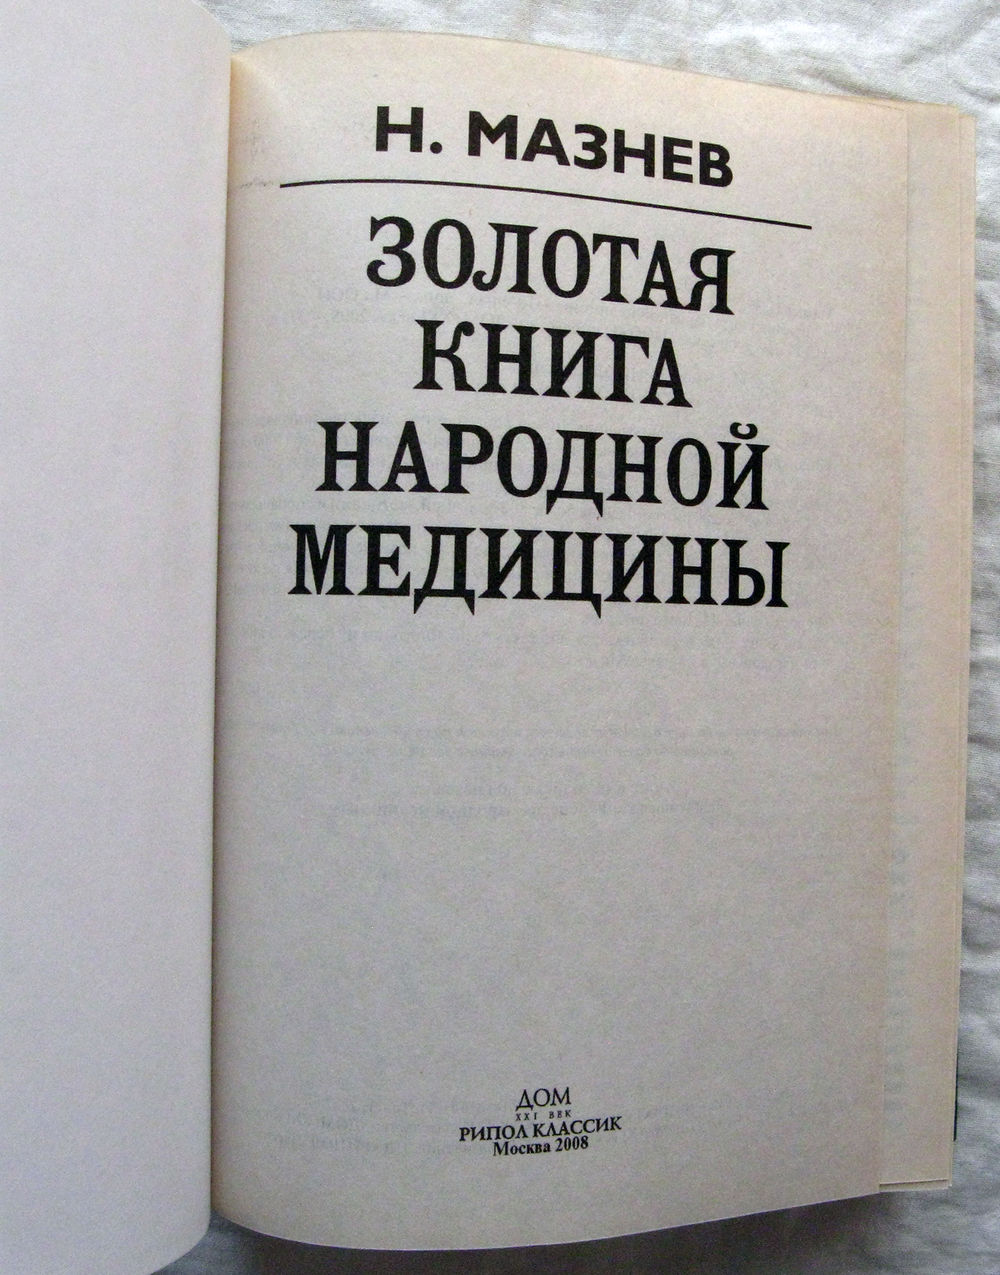 Н. МАЗНЕВ
ЗОЛОТАЯ
КНИГА
НАРОДНОЙ
МЕДИЦИНЫ
ДОМ
XXI ВЕК
РИПОЛ КЛАССИК
Москва 2008